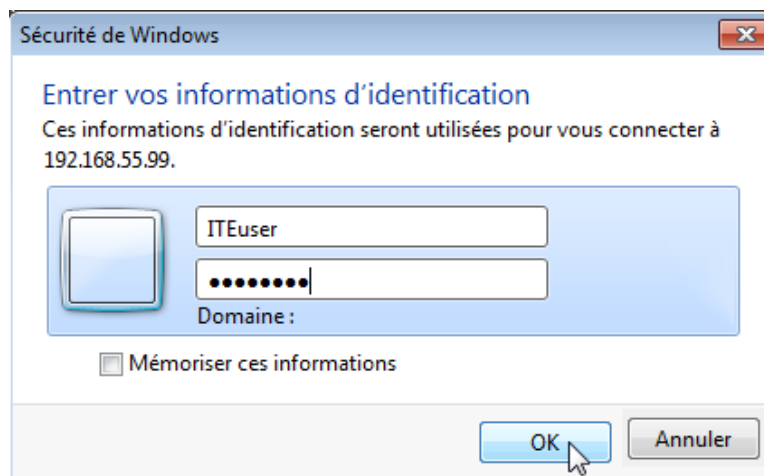 Sécurité de Windows
Entrer vos informations d'identification
Ces informations d'identification seront utilisées pour vous connecter à
192.168.55.99.
ITEuser
●●●●●●●●
Domaine :
Mémoriser ces informations
OK
Annuler